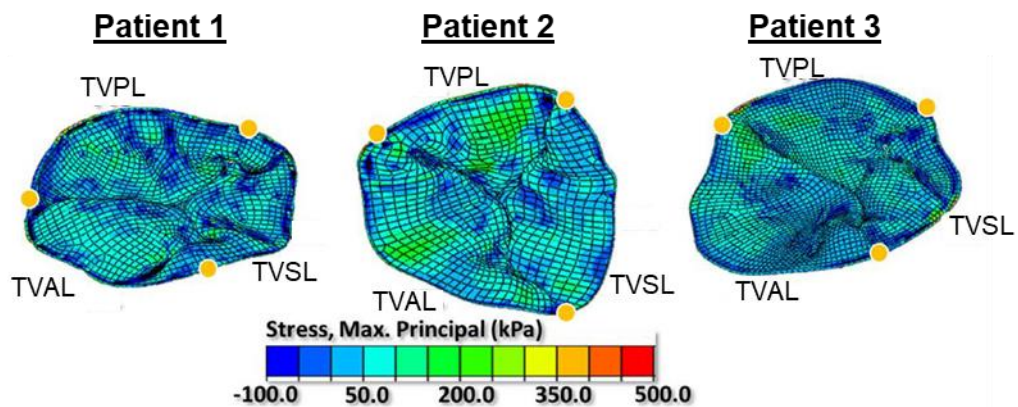 Patient 1 Patient 2 Patient 3
TVPL TVPL TVPL
TVAL TVSL TVAL TVSL TVAL TVSL
Stress, Max. Principal (kPa)
-100.0 50.0 200.0 350.0 500.0